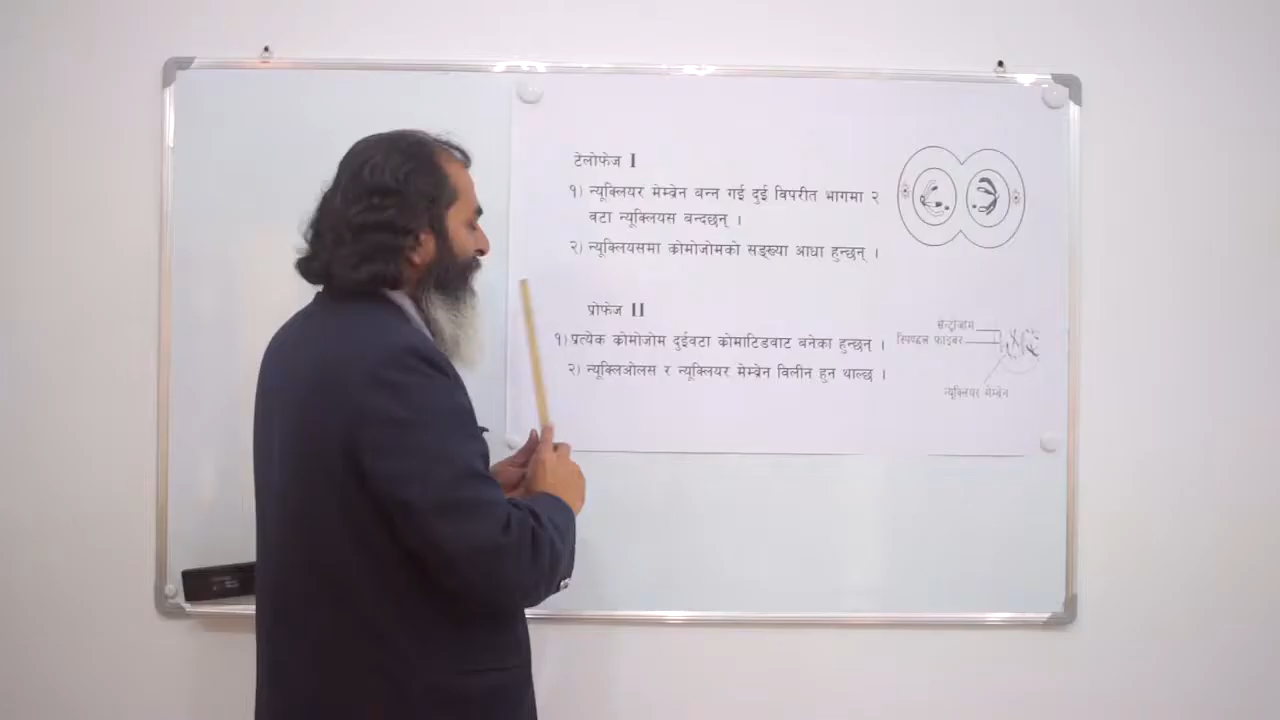 टेलोफेज I
१) न्यूक्लियर मेम्ब्रेन बन्न गई दुई विपरीत भागमा २
वटा न्यूक्लियस बन्दछन् ।
२) न्यूक्लियसमा कोमोजोमको सङ्ख्या आधा हुन्छन् ।
प्रोफेज II
१) प्रत्येक कोमोजोम दुईवटा कोमाटिडवाट बनेका हुन्छन् ।
२) न्यूक्लिओलस र न्यूक्लियर मेम्ब्रेन विलीन हुन थाल्छ ।
सेन्ट्रोजोम
स्पिण्डल फाइबर
न्यूक्लियर मेम्ब्रेन